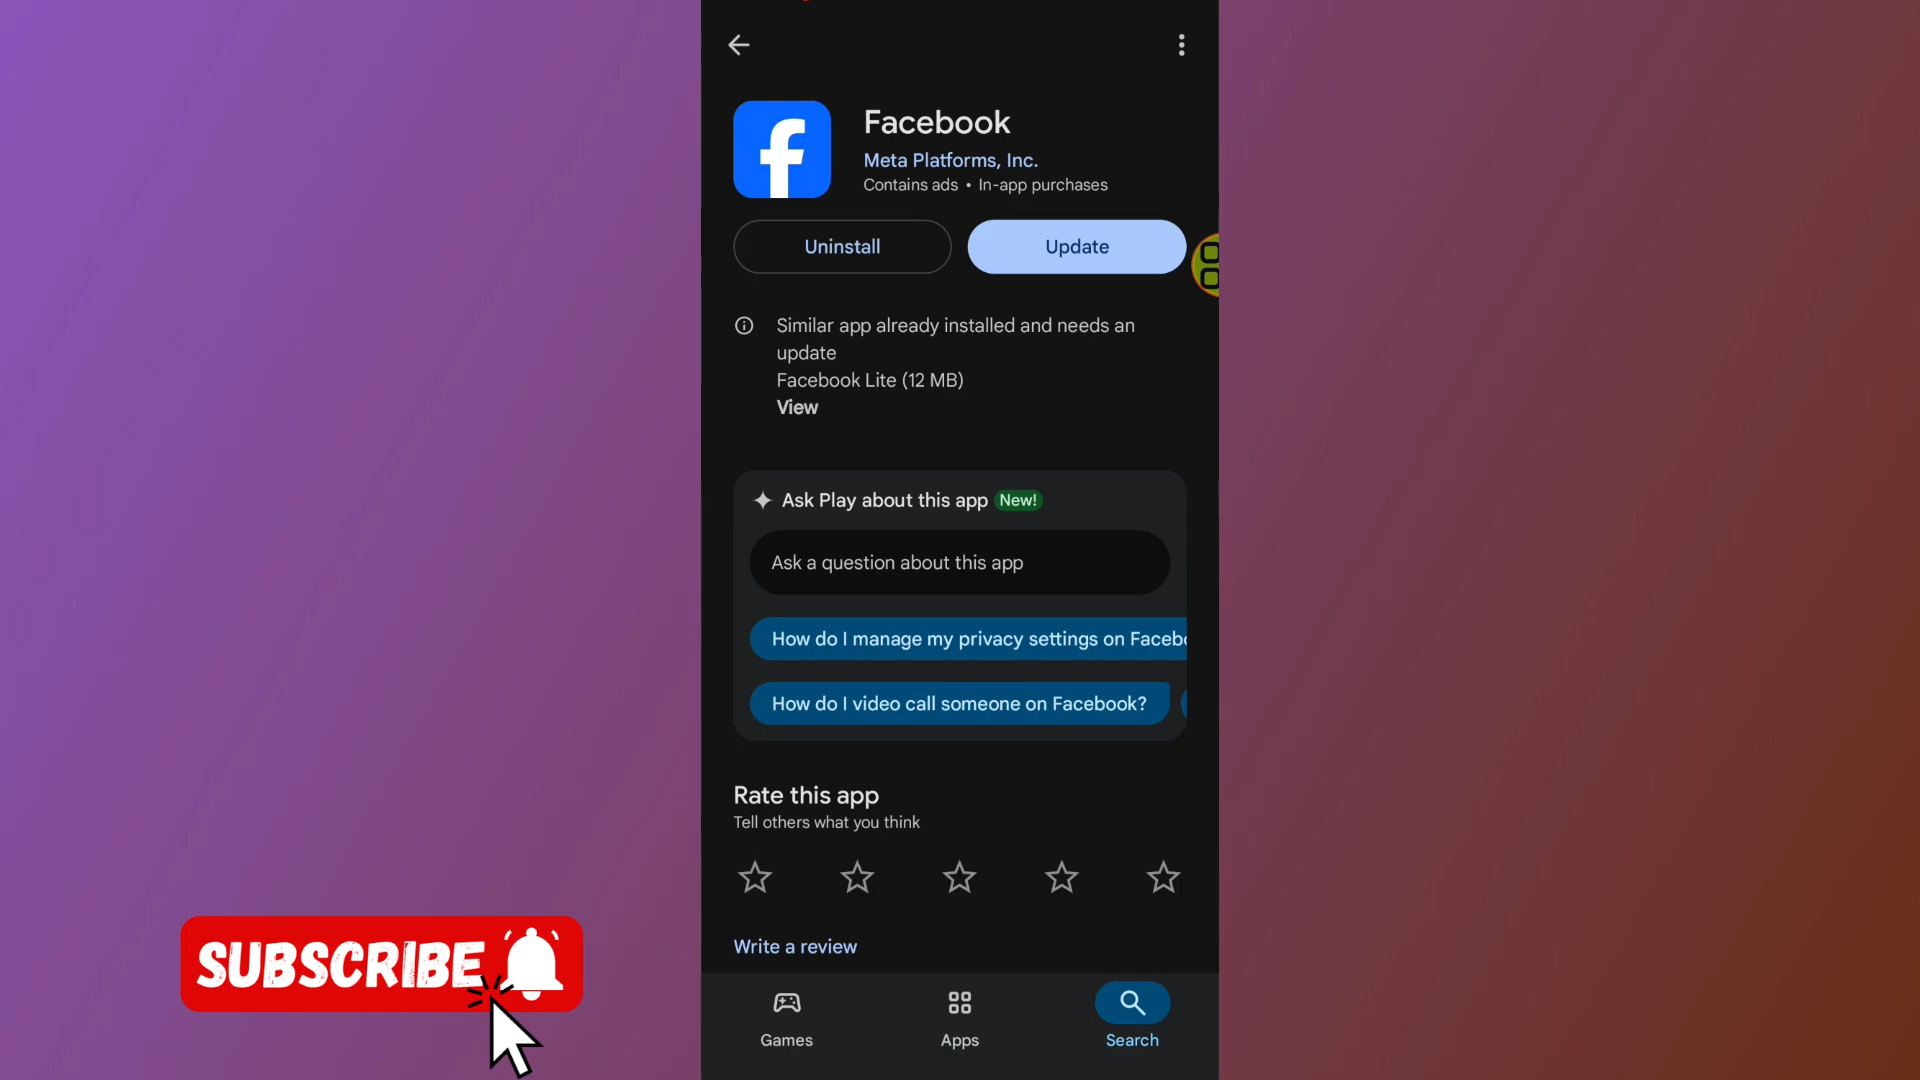 Facebook
Meta Platforms, Inc.
Contains ads • In-app purchases
Uninstall
Update
Similar app already installed and needs an
update
Facebook Lite (12 MB)
View
Ask Play about this app New!
Ask a question about this app
How do I manage my privacy settings on Facebo
How do I video call someone on Facebook?
Rate this app
Tell others what you think
Write a review
SUBSCRIBE
Games
Apps
Search